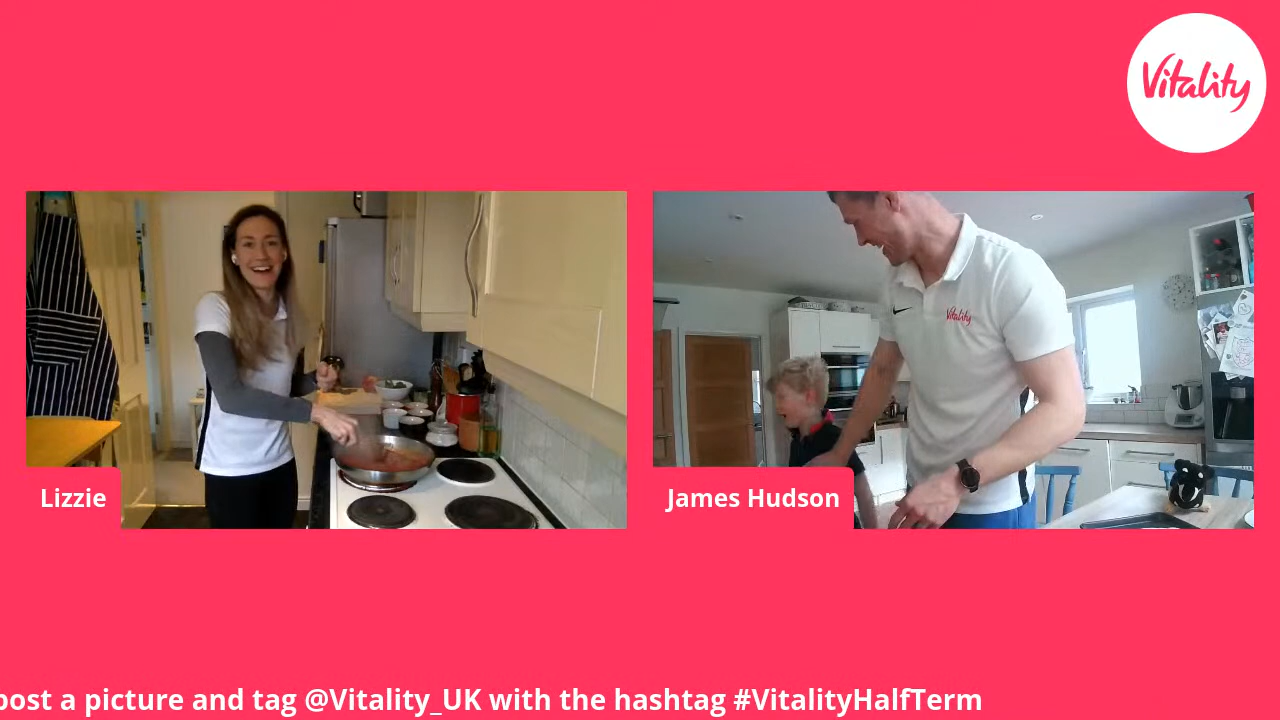 Vitality
Vitality
Lizzie
James Hudson
post a picture and tag @Vitality_UK with the hashtag #VitalityHalfTerm